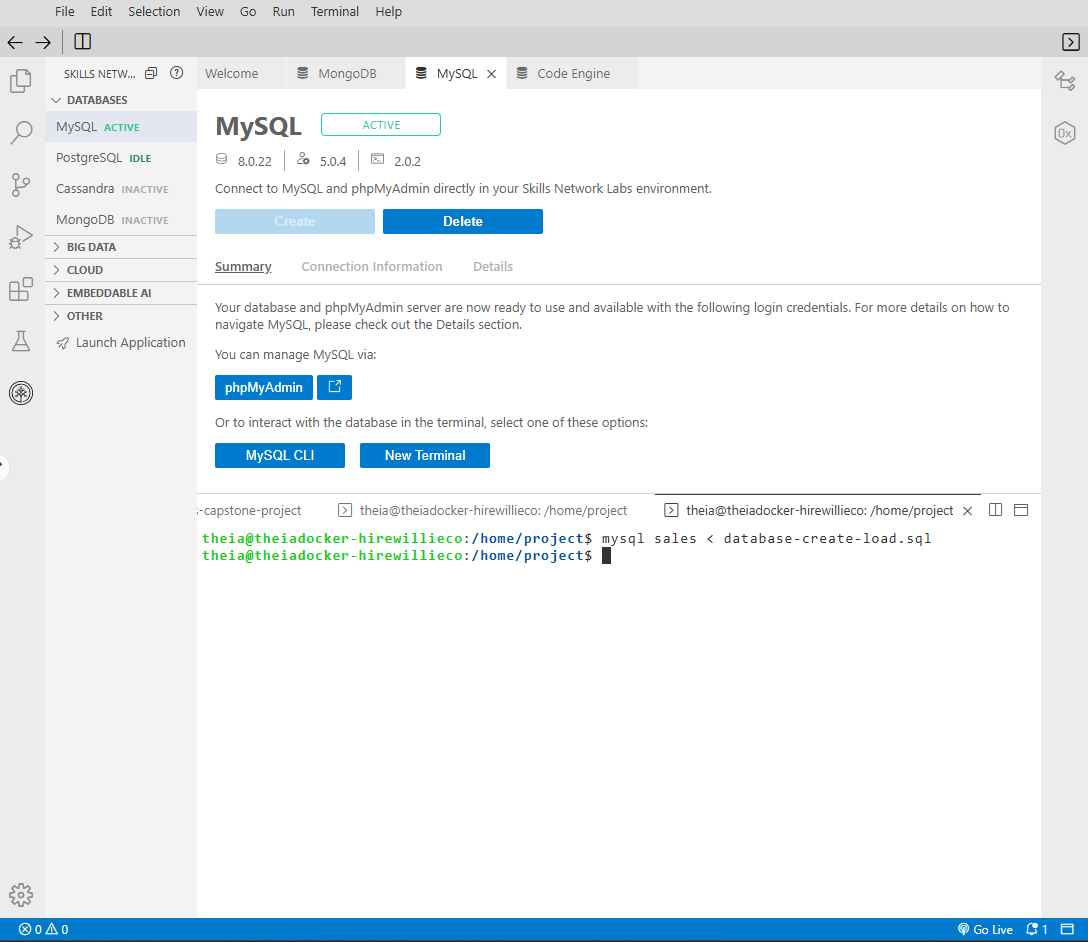 File Edit Selection View Go Run Terminal Help
SKILLS NETW...
Welcome MongoDB MySQL Code Engine
DATABASES
MySQL ACTIVE
PostgreSQL IDLE
Cassandra INACTIVE
MongoDB INACTIVE
BIG DATA
CLOUD
EMBEDDABLE AI
OTHER
Launch Application
MySQL ACTIVE
8.0.22 5.0.4 2.0.2
Connect to MySQL and phpMyAdmin directly in your Skills Network Labs environment.
Create Delete
Summary Connection Information Details
Your database and phpMyAdmin server are now ready to use and available with the following login credentials. For more details on how to
navigate MySQL, please check out the Details section.
You can manage MySQL via:
phpMyAdmin
Or to interact with the database in the terminal, select one of these options:
MySQL CLI New Terminal
s-capstone-project theia@theiadocker-hirewillieco: /home/project theia@theiadocker-hirewillieco: /home/project
theia@theiadocker-hirewillieco:/home/project$ mysql sales < database-create-load.sql
theia@theiadocker-hirewillieco:/home/project$
0x
0 0 Go Live 1